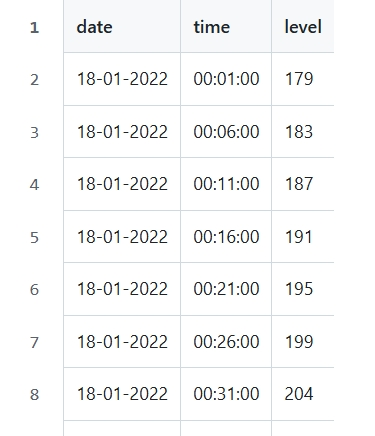 1 date time level
2 18-01-2022 00:01:00 179
3 18-01-2022 00:06:00 183
4 18-01-2022 00:11:00 187
5 18-01-2022 00:16:00 191
6 18-01-2022 00:21:00 195
7 18-01-2022 00:26:00 199
8 18-01-2022 00:31:00 204